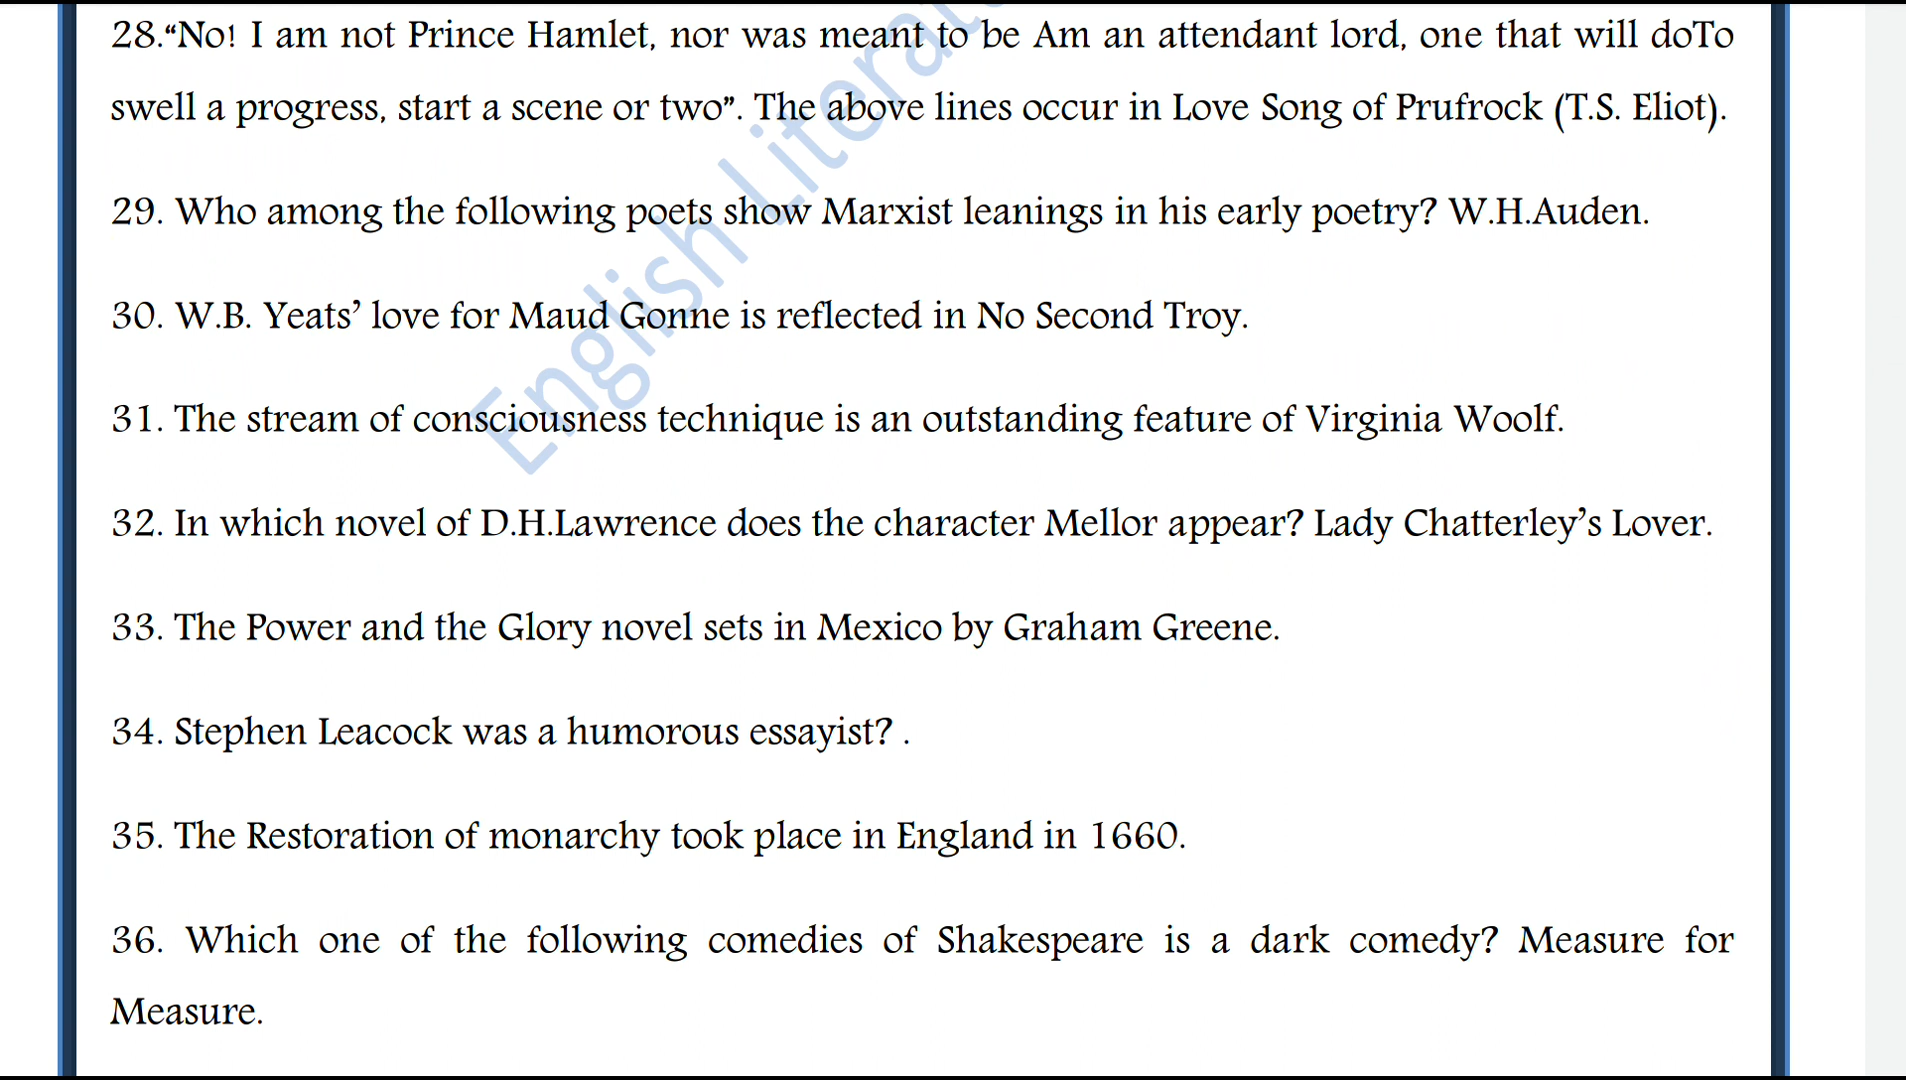 28.“No! I am not Prince Hamlet, nor was meant to be Am an attendant lord, one that will doTo
swell a progress, start a scene or two”. The above lines occur in Love Song of Prufrock (T.S. Eliot).
29. Who among the following poets show Marxist leanings in his early poetry? W.H.Auden.
30. W.B. Yeats’ love for Maud Gonne is reflected in No Second Troy.
31. The stream of consciousness technique is an outstanding feature of Virginia Woolf.
32. In which novel of D.H.Lawrence does the character Mellor appear? Lady Chatterley’s Lover.
33. The Power and the Glory novel sets in Mexico by Graham Greene.
34. Stephen Leacock was a humorous essayist? .
35. The Restoration of monarchy took place in England in 1660.
36. Which one of the following comedies of Shakespeare is a dark comedy? Measure for
Measure.
English